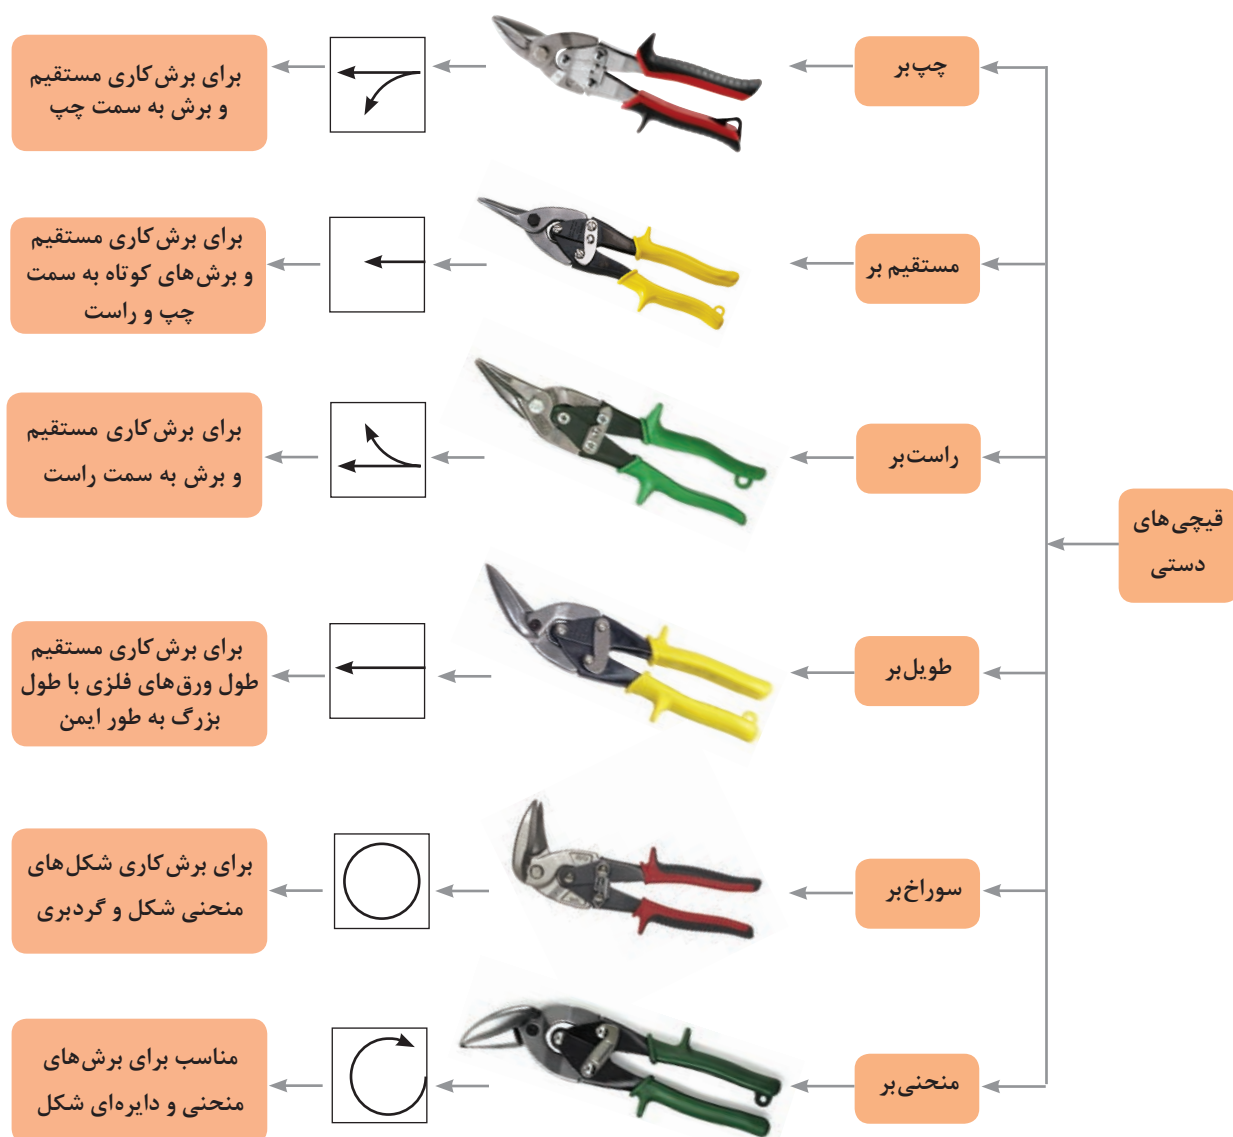 قیچی‌های
دستی
چپ‌بر
برای برش‌کاری مستقیم
و برش به سمت چپ
مستقیم بر
برای برش‌کاری مستقیم
و برش‌های کوتاه به سمت
چپ و راست
راست‌بر
برای برش‌کاری مستقیم
و برش به سمت راست
طویل‌بر
برای برش‌کاری مستقیم
طول ورق‌های فلزی با طول
بزرگ به طور ایمن
سوراخ‌بر
برای برش‌کاری شکل‌های
منحنی شکل و گردبری
منحنی‌بر
مناسب برای برش‌های
منحنی و دایره‌ای شکل